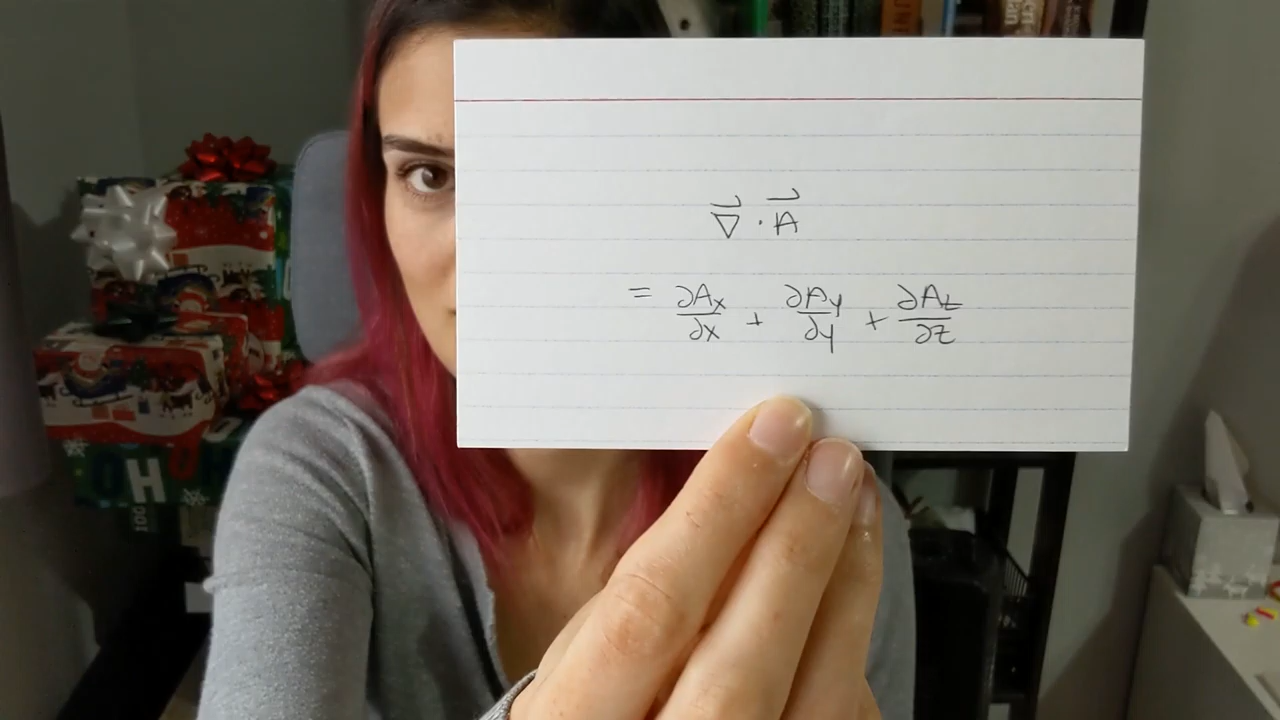 ∇⃗ · A⃗
= ∂Ax/∂x + ∂Ay/∂y + ∂Az/∂z
H